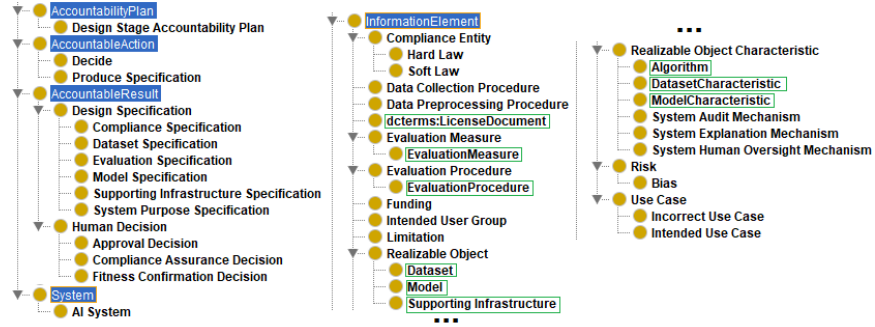 AccountabilityPlan
Design Stage Accountability Plan
AccountableAction
Decide
Produce Specification
AccountableResult
Design Specification
Compliance Specification
Dataset Specification
Evaluation Specification
Model Specification
Supporting Infrastructure Specification
System Purpose Specification
Human Decision
Approval Decision
Compliance Assurance Decision
Fitness Confirmation Decision
System
AI System
InformationElement
Compliance Entity
Hard Law
Soft Law
Data Collection Procedure
Data Preprocessing Procedure
dcterms:LicenseDocument
Evaluation Measure
EvaluationMeasure
Evaluation Procedure
EvaluationProcedure
Funding
Intended User Group
Limitation
Realizable Object
Dataset
Model
Supporting Infrastructure
...
...
Realizable Object Characteristic
Algorithm
DatasetCharacteristic
ModelCharacteristic
System Audit Mechanism
System Explanation Mechanism
System Human Oversight Mechanism
Risk
Bias
Use Case
Incorrect Use Case
Intended Use Case